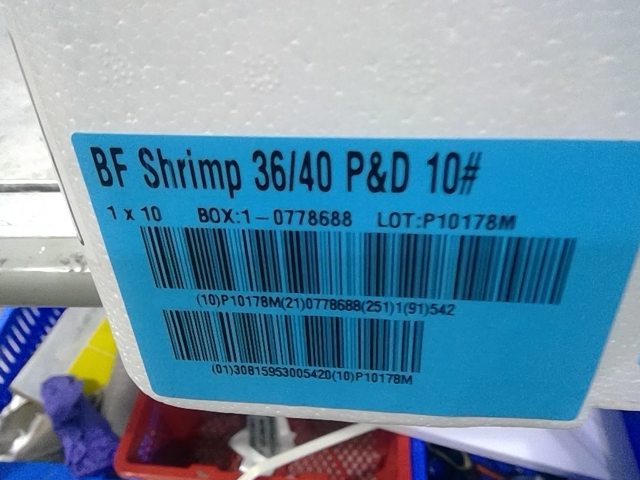 BF Shrimp 36/40 P&D 10#
1 x 10 BOX:1-0778688 LOT:P10178M
(10)P10178M(21)0778688(251)1(91)542
(01)30815953005420(10)P10178M